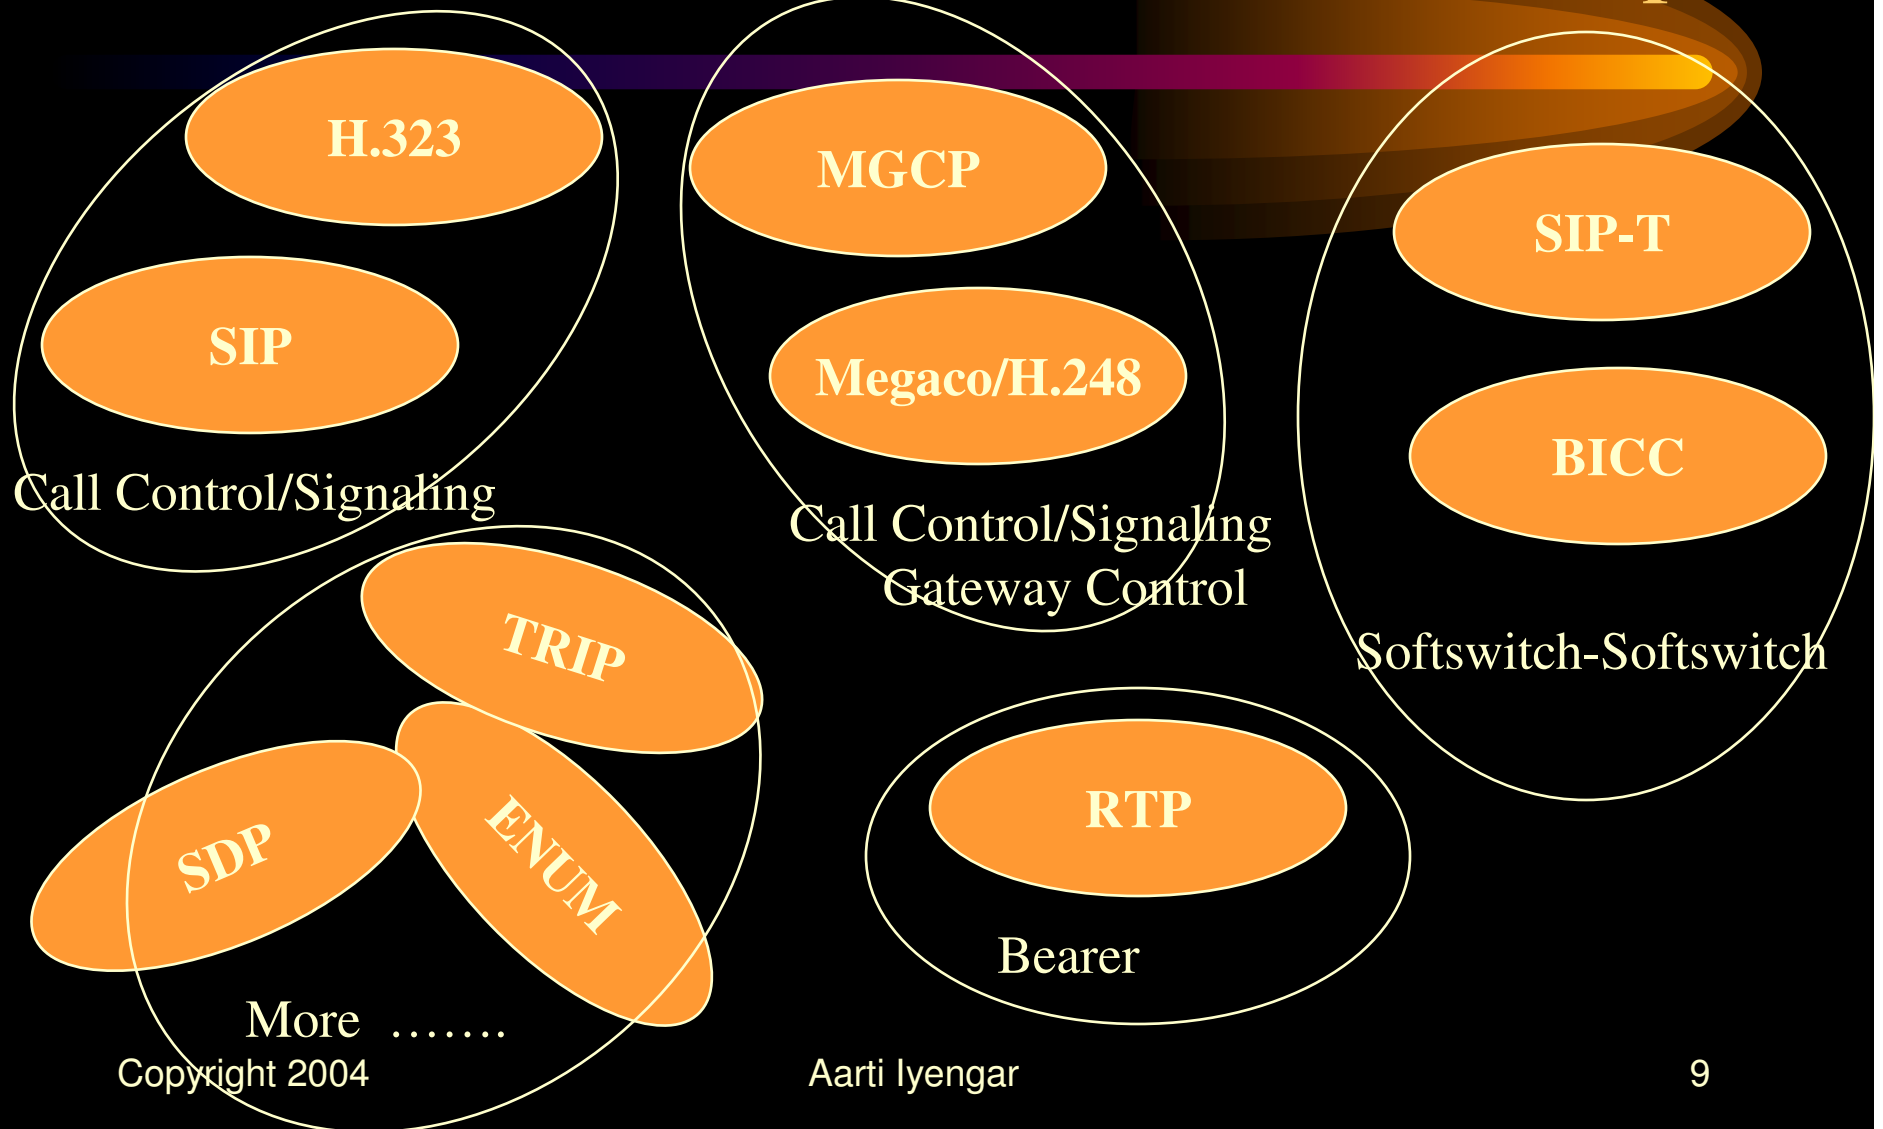 H.323
SIP
Call Control/Signaling
MGCP
Megaco/H.248
Call Control/Signaling
Gateway Control
SIP-T
BICC
Softswitch-Softswitch
TRIP
SDP
ENUM
More …….
RTP
Bearer
Copyright 2004
Aarti Iyengar
9